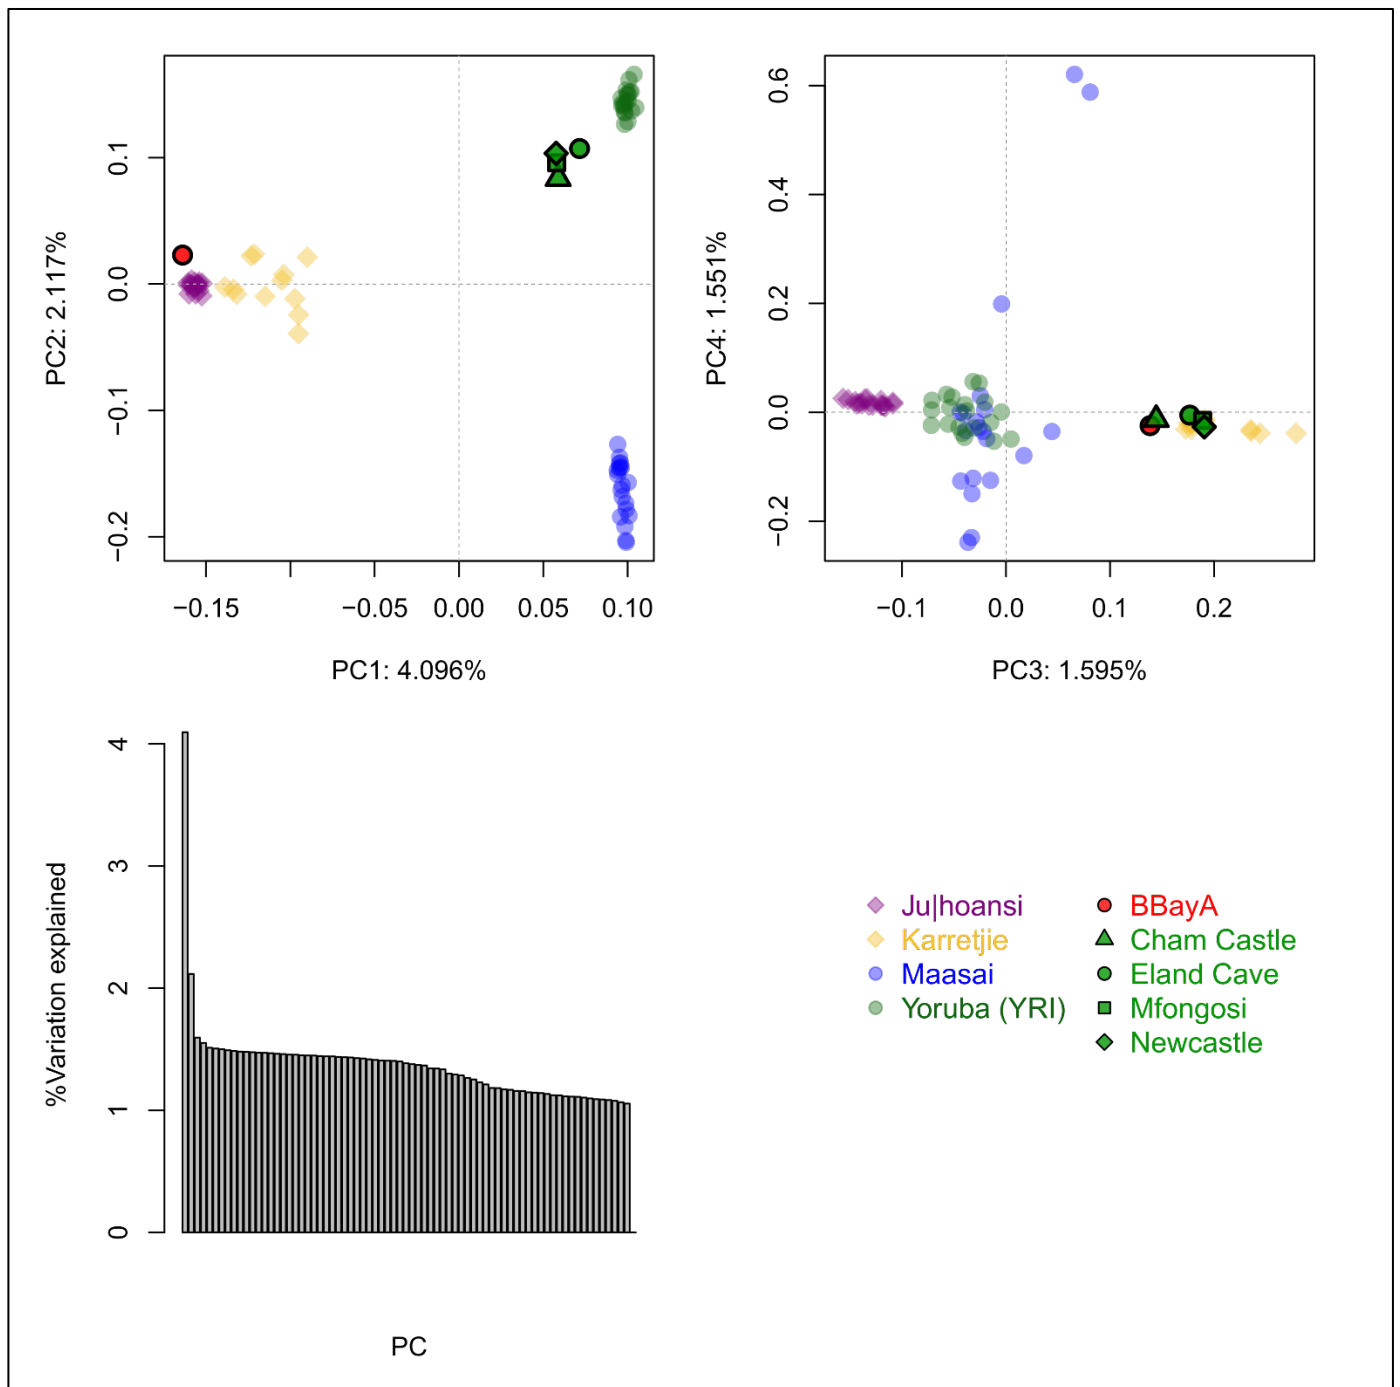 PC2: 2.117%
0.1
0.0
−0.1
−0.2
−0.15
−0.05
0.00
0.05
0.10
PC1: 4.096%
PC4: 1.551%
0.6
0.4
0.2
0.0
−0.2
−0.1
0.0
0.1
0.2
PC3: 1.595%
%Variation explained
4
3
2
1
0
PC
Ju|hoansi
Karretjie
Maasai
Yoruba (YRI)
BBayA
Cham Castle
Eland Cave
Mfongosi
Newcastle